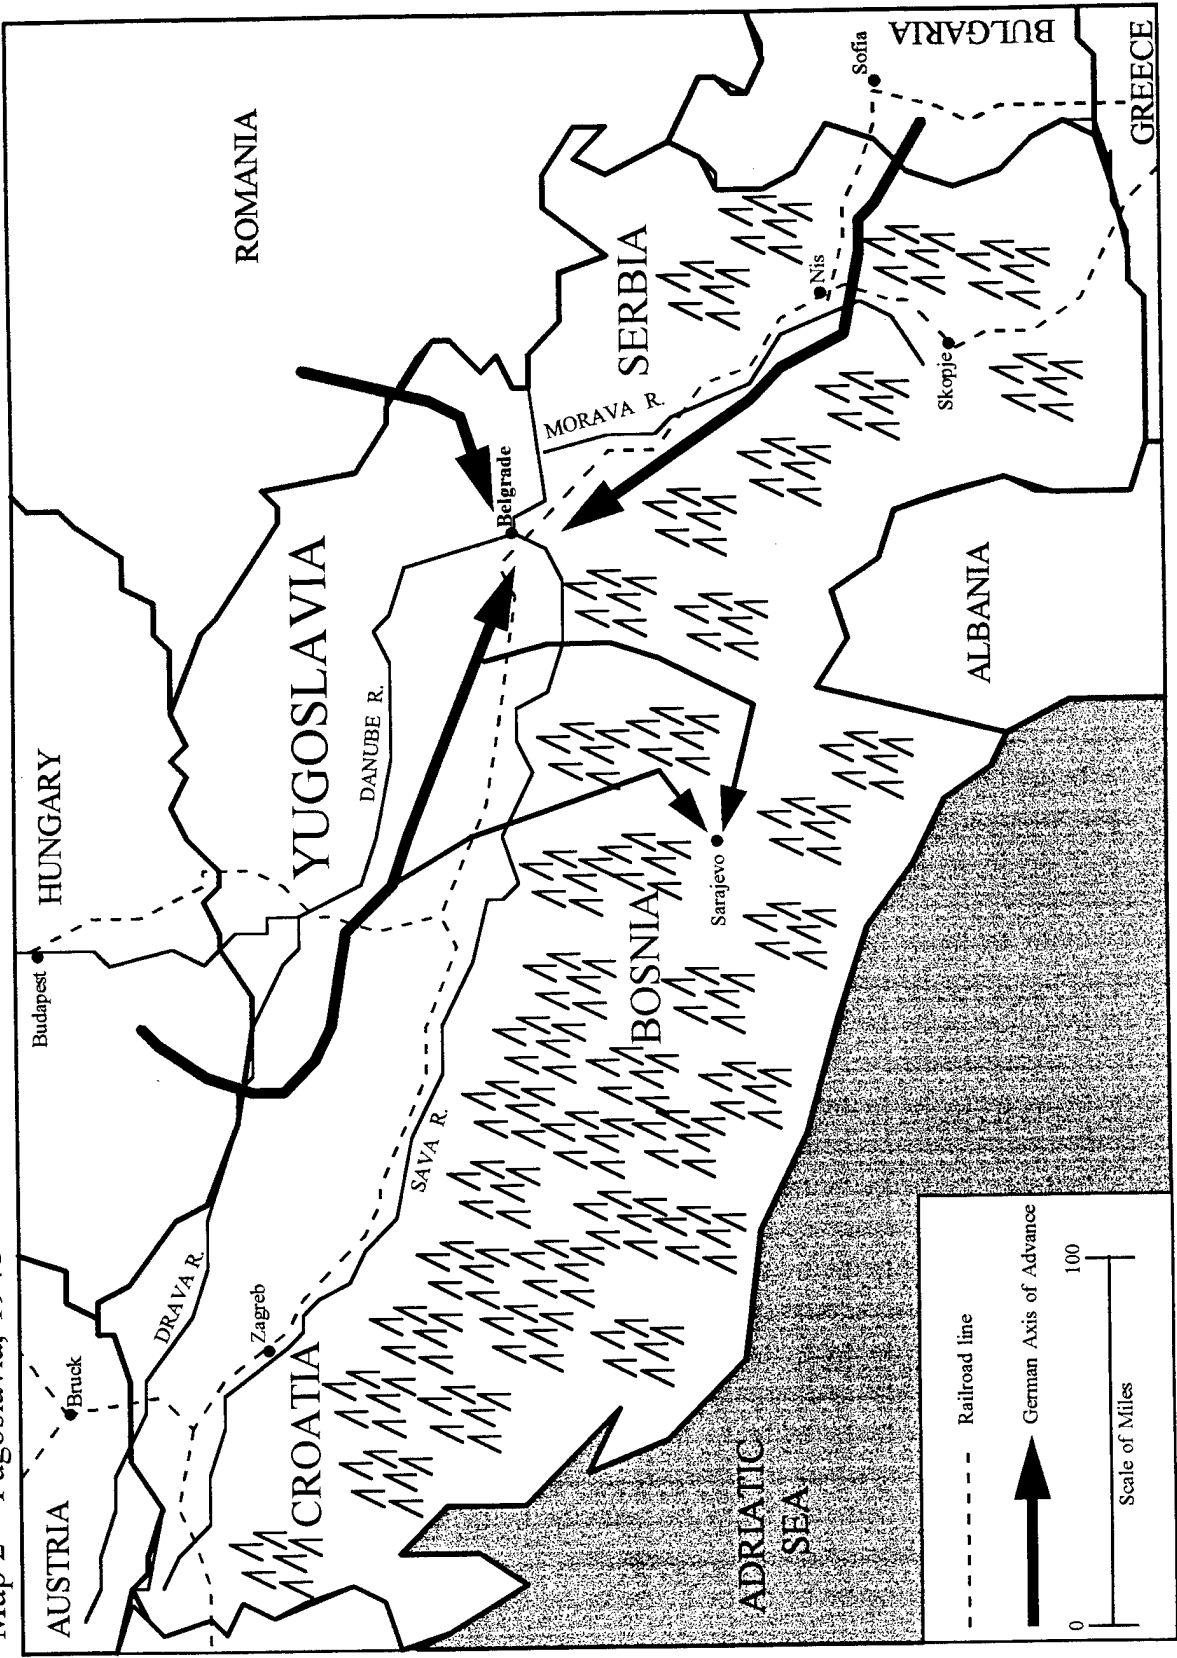 Map 2 - Yugoslavia,
AUSTRIA
Bruck
Budapest
HUNGARY
ROMANIA
DRAVA R.
Zagreb
CROATIA
YUGOSLAVIA
DANUBE R.
SAVA R.
Belgrade
MORAVA R.
SERBIA
BOSNIA
Sarajevo
Nis
Sofia
BULGARIA
Skopje
ALBANIA
GREECE
ADRIATIC
SEA
Railroad line
German Axis of Advance
0
100
Scale of Miles